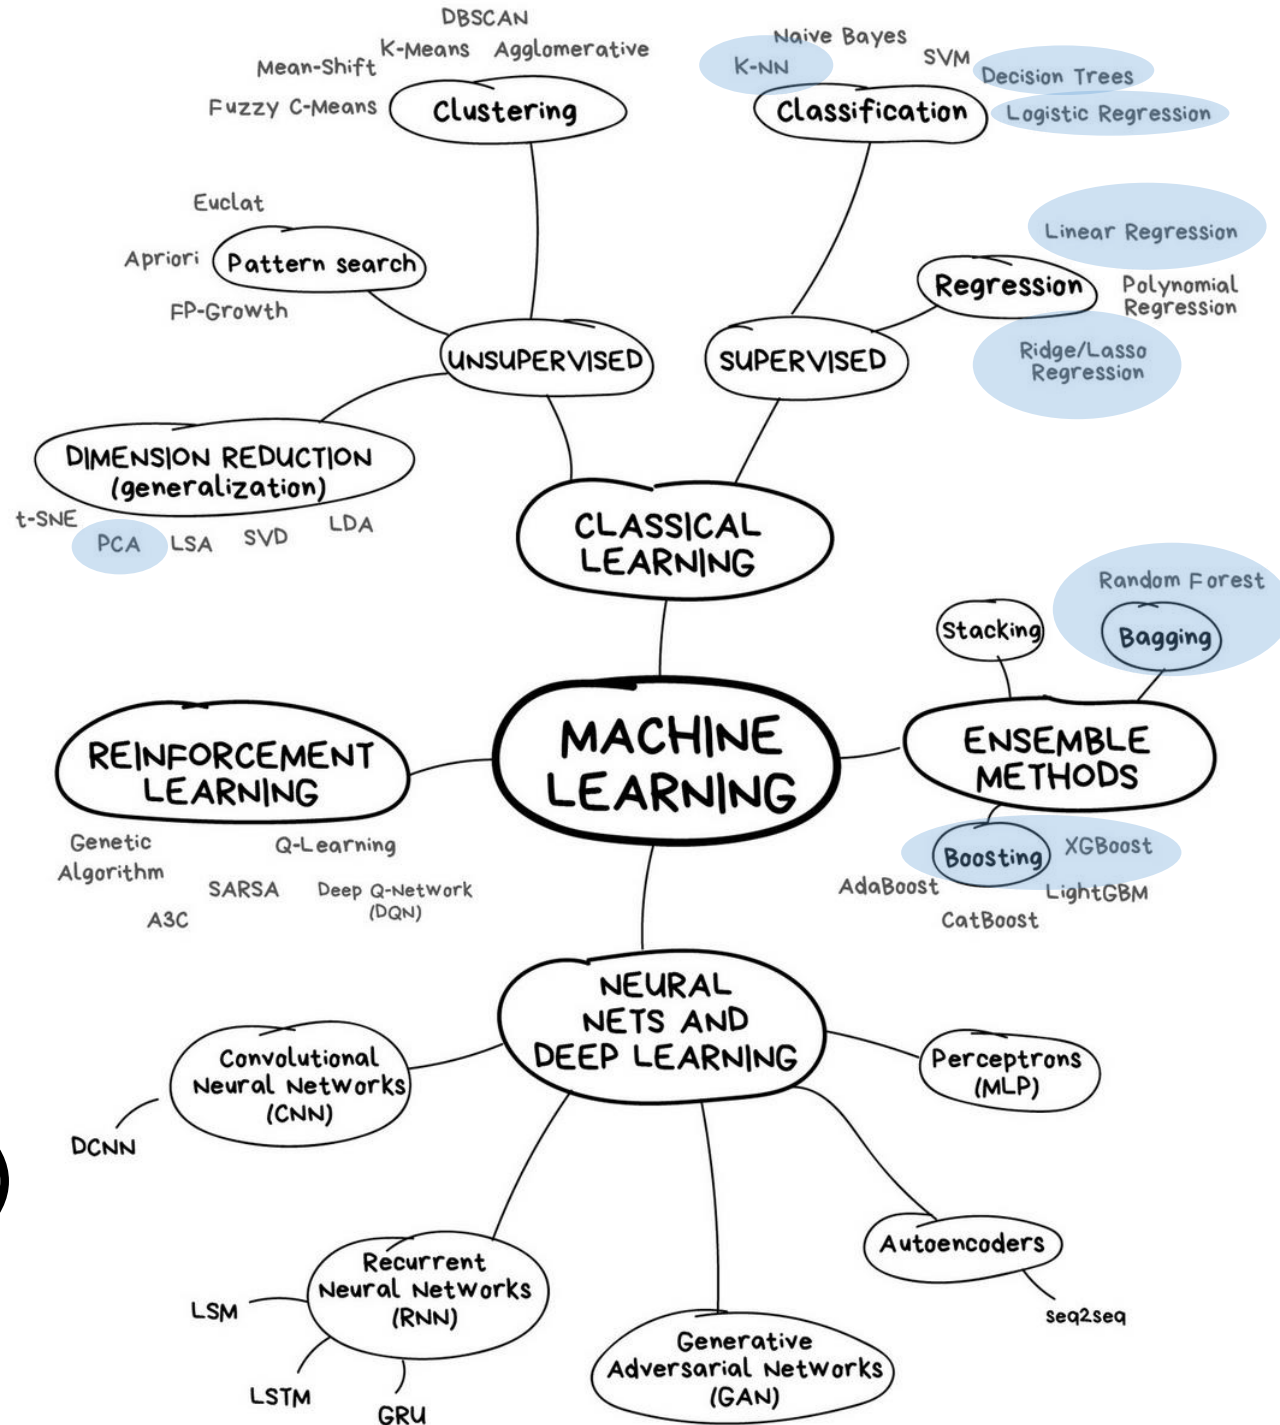 DBSCAN
K-Means
Agglomerative
Mean-Shift
Fuzzy C-Means
Clustering
Naive Bayes
K-NN
SVM
Decision Trees
Classification
Logistic Regression
Euclat
Apriori
Pattern search
FP-Growth
Linear Regression
Regression
Polynomial
Regression
Ridge/Lasso
Regression
UNSUPERVISED
SUPERVISED
DIMENSION REDUCTION
(generalization)
t-SNE
PCA
LSA
SVD
LDA
CLASSICAL
LEARNING
Random Forest
Stacking
Bagging
MACHINE
LEARNING
REINFORCEMENT
LEARNING
ENSEMBLE
METHODS
Genetic
Algorithm
Q-Learning
SARSA
Deep Q-Network
(DQN)
A3C
Boosting
XGBoost
AdaBoost
LightGBM
CatBoost
NEURAL
NETS AND
DEEP LEARNING
Convolutional
Neural Networks
(CNN)
DCNN
Perceptrons
(MLP)
Recurrent
Neural Networks
(RNN)
LSM
LSTM
GRU
Autoencoders
seq2seq
Generative
Adversarial Networks
(GAN)